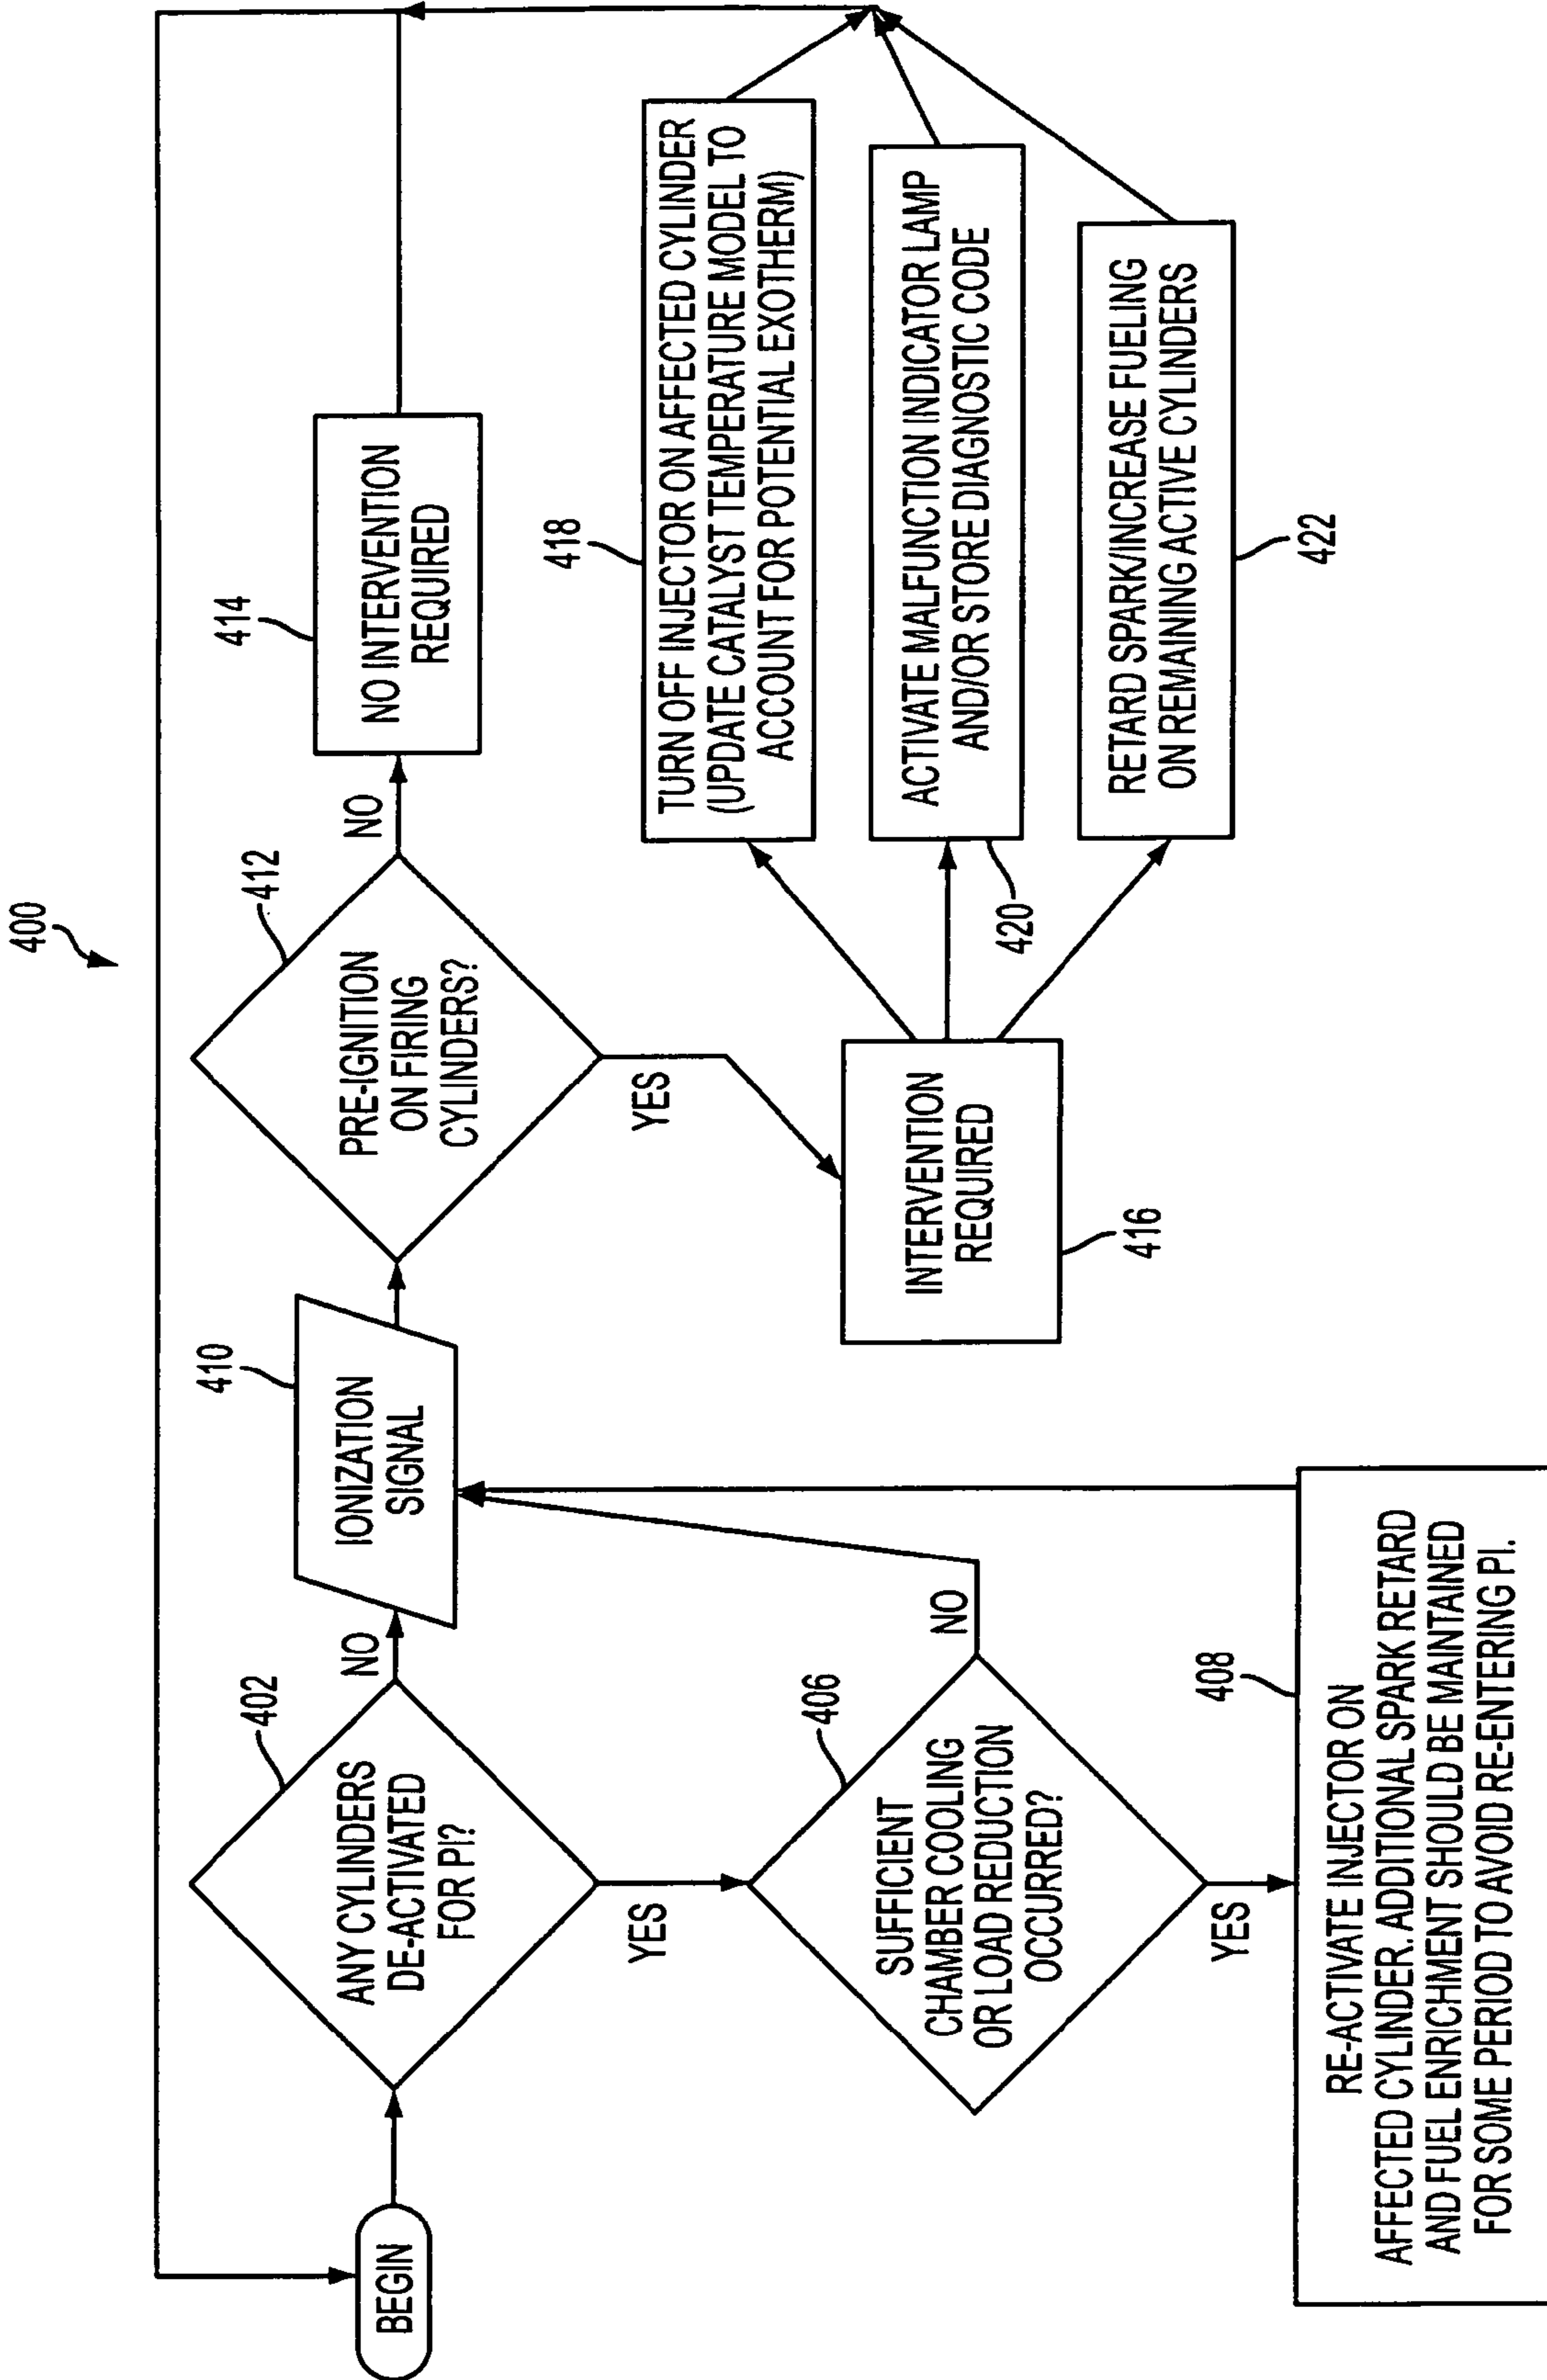 400
BEGIN
402
ANY CYLINDERS
DE-ACTIVATED
FOR PI?
NO
YES
406
SUFFICIENT
CHAMBER COOLING
OR LOAD REDUCTION
OCCURRED?
NO
YES
408
RE-ACTIVATE INJECTOR ON
AFFECTED CYLINDER. ADDITIONAL SPARK RETARD
AND FUEL ENRICHMENT SHOULD BE MAINTAINED
FOR SOME PERIOD TO AVOID RE-ENTERING PI.
410
IONIZATION
SIGNAL
412
PRE-IGNITION
ON FIRING
CYLINDERS?
NO
YES
414
NO INTERVENTION
REQUIRED
INTERVENTION
REQUIRED
416
418
TURN OFF INJECTOR ON AFFECTED CYLINDER
(UPDATE CATALYST TEMPERATURE MODEL TO
ACCOUNT FOR POTENTIAL EXOTHERM)
ACTIVATE MALFUNCTION INDICATOR LAMP
AND/OR STORE DIAGNOSTIC CODE
420
RETARD SPARK/INCREASE FUELING
ON REMAINING ACTIVE CYLINDERS
422